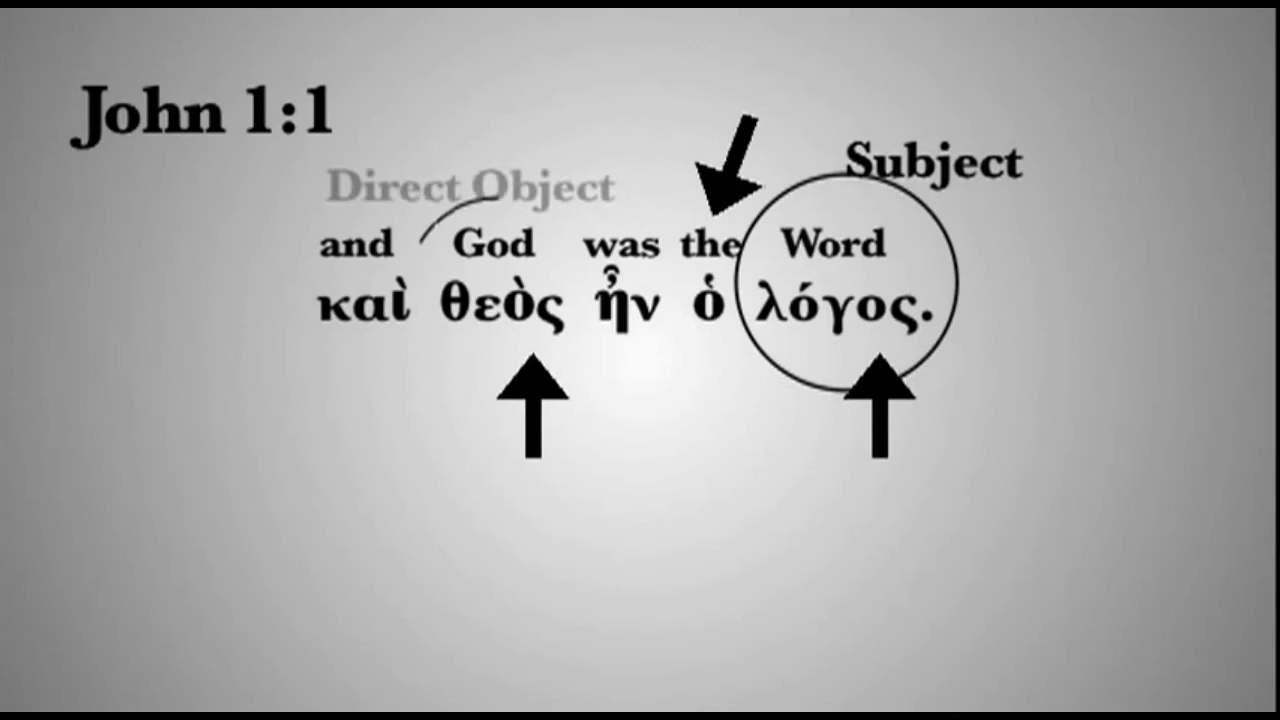 John 1:1
Subject
Direct Object
and God was the Word
καὶ θεὸς ἦν ὁ λόγος.